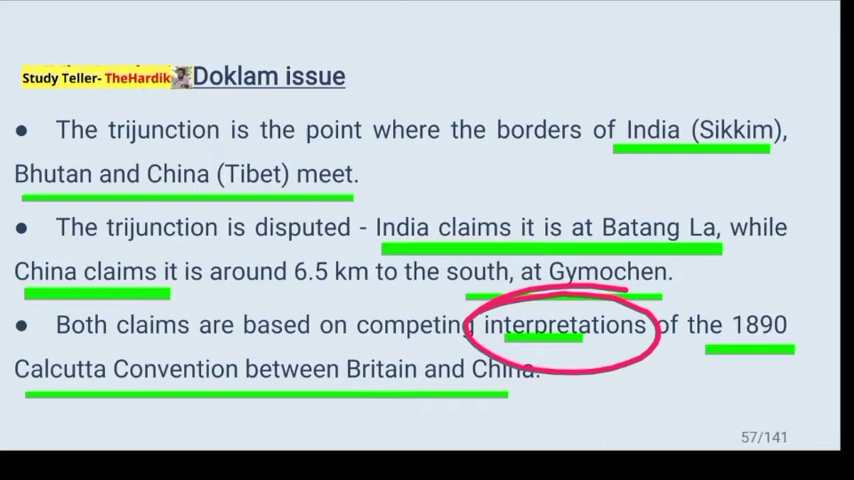 Study Teller- TheHardik Doklam issue
● The trijunction is the point where the borders of India (Sikkim),
Bhutan and China (Tibet) meet.
● The trijunction is disputed - India claims it is at Batang La, while
China claims it is around 6.5 km to the south, at Gymochen.
● Both claims are based on competing interpretations of the 1890
Calcutta Convention between Britain and China.
57/141